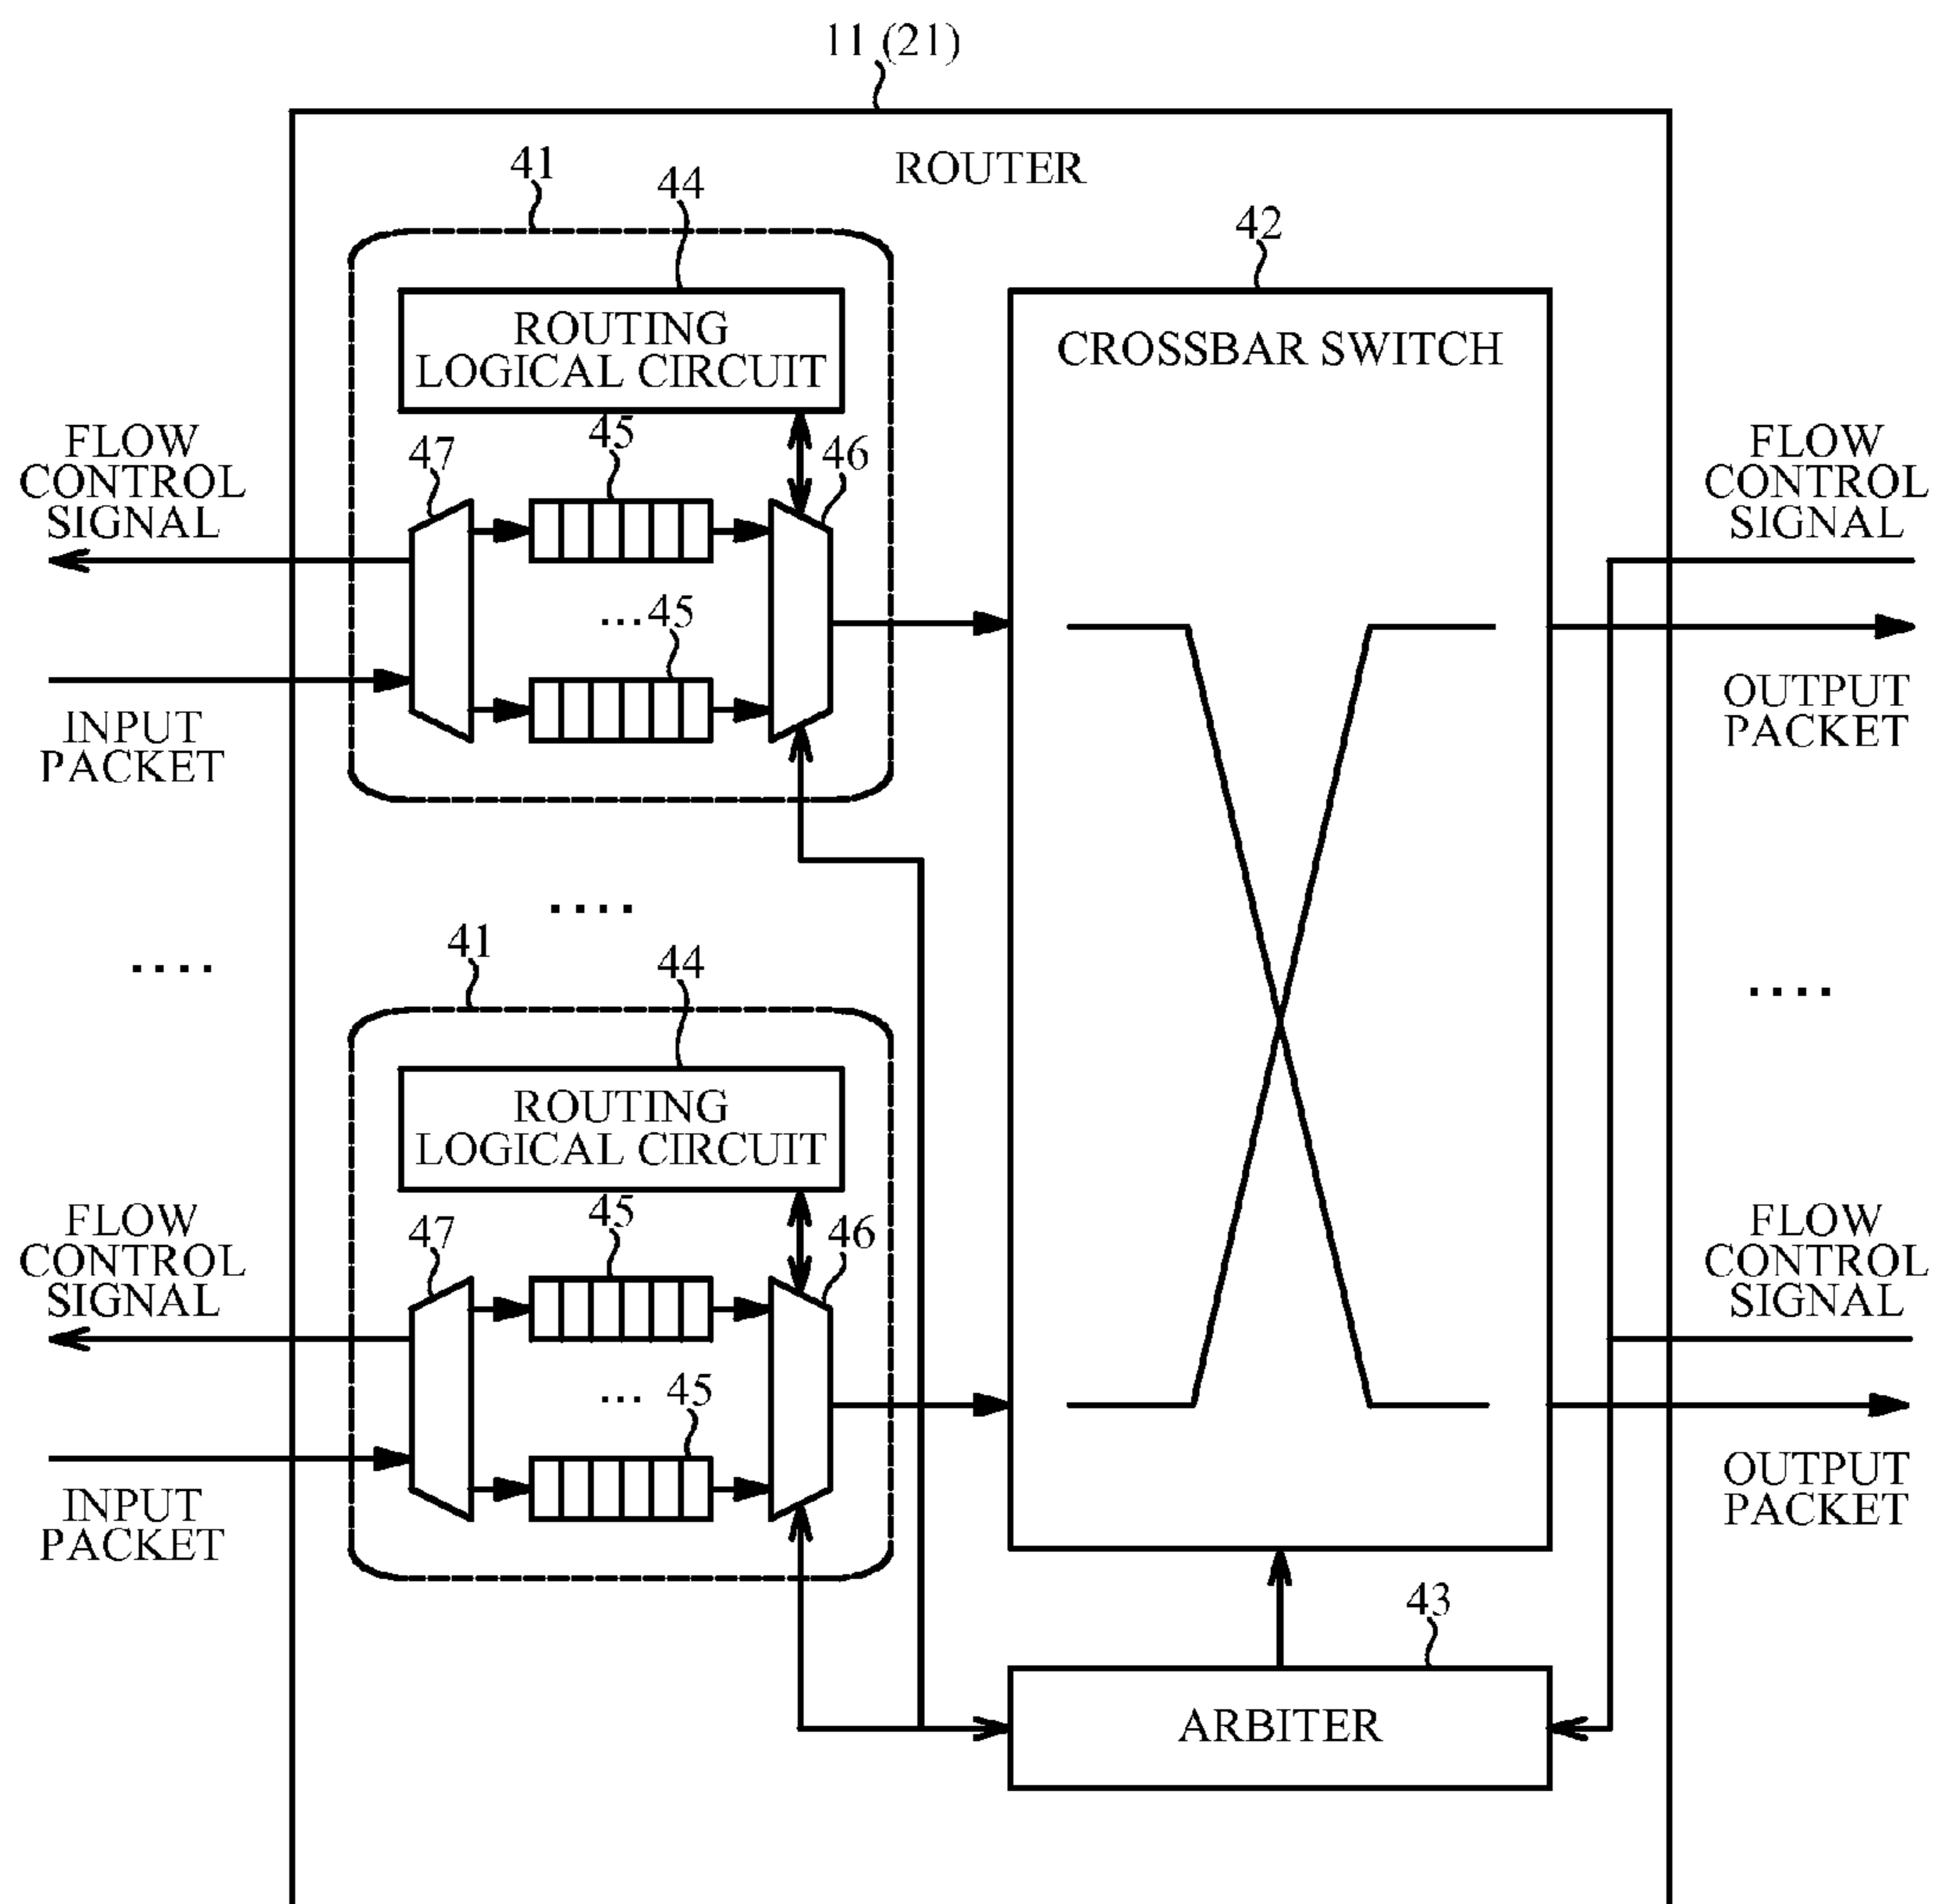 11 (21)
ROUTER
41
44
42
ROUTING
LOGICAL CIRCUIT
CROSSBAR SWITCH
FLOW
CONTROL
SIGNAL
47
45
46
FLOW
CONTROL
SIGNAL
...45
INPUT
PACKET
OUTPUT
PACKET
....
....
....
41
44
ROUTING
LOGICAL CIRCUIT
FLOW
CONTROL
SIGNAL
47
45
46
FLOW
CONTROL
SIGNAL
... 45
INPUT
PACKET
OUTPUT
PACKET
43
ARBITER